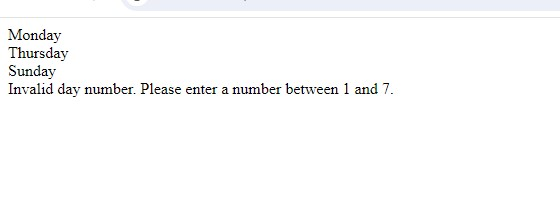 Monday
Thursday
Sunday
Invalid day number. Please enter a number between 1 and 7.